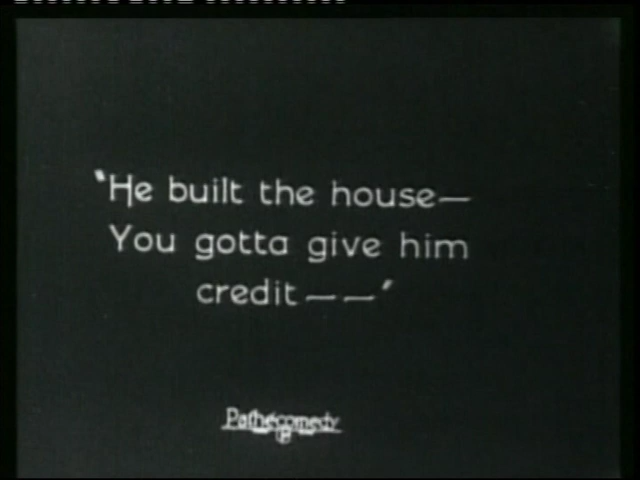 "He built the house—
You gotta give him
credit — — "
Pathécomedy